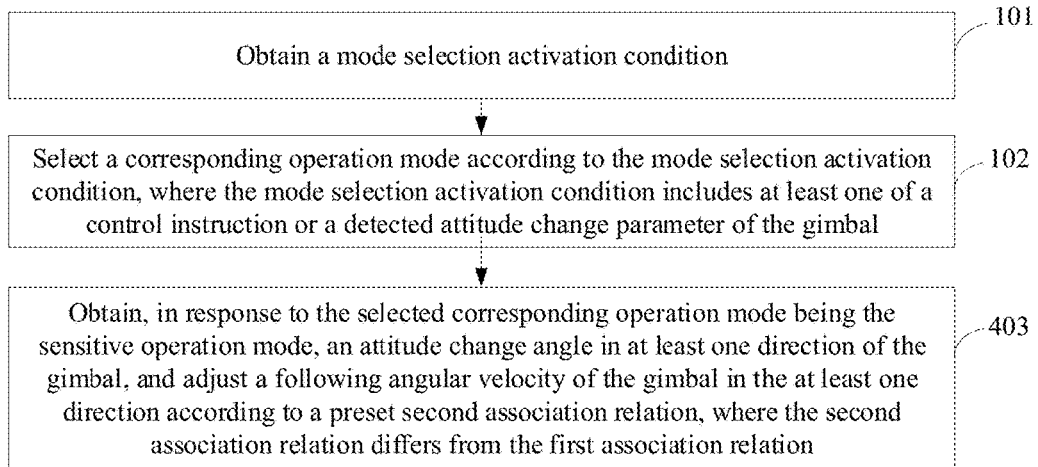 101
Obtain a mode selection activation condition
102
Select a corresponding operation mode according to the mode selection activation
condition, where the mode selection activation condition includes at least one of a
control instruction or a detected attitude change parameter of the gimbal
403
Obtain, in response to the selected corresponding operation mode being the
sensitive operation mode, an attitude change angle in at least one direction of the
gimbal, and adjust a following angular velocity of the gimbal in the at least one
direction according to a preset second association relation, where the second
association relation differs from the first association relation